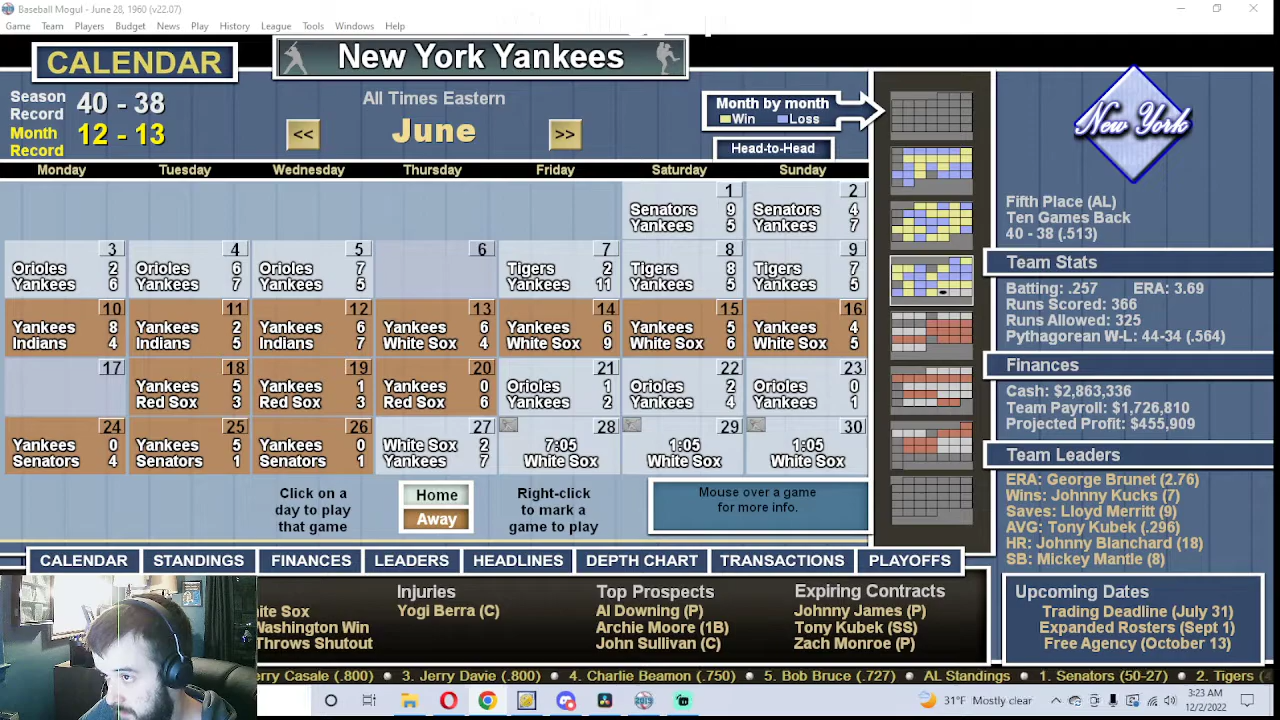 Baseball Mogul - June 28, 1960 (v22.07)
Game Team Players Budget News Play History League Tools Windows Help
CALENDAR
New York Yankees
Season Record 40 - 38
Month Record 12 - 13
All Times Eastern
<< June >>
Month by month
Win Loss
Head-to-Head
Monday Tuesday Wednesday Thursday Friday Saturday Sunday
1 2
Senators 9 Senators 4
Yankees 5 Yankees 7
3 4 5 6 7 8 9
Orioles 2 Orioles 6 Orioles 7 Tigers 2 Tigers 8 Tigers 7
Yankees 6 Yankees 7 Yankees 5 Yankees 11 Yankees 5 Yankees 5
10 11 12 13 14 15 16
Yankees 8 Yankees 2 Yankees 6 Yankees 6 Yankees 6 Yankees 5 Yankees 4
Indians 4 Indians 5 Indians 7 White Sox 4 White Sox 9 White Sox 6 White Sox 5
17 18 19 20 21 22 23
Yankees 5 Yankees 1 Yankees 0 Orioles 1 Orioles 2 Orioles 0
Red Sox 3 Red Sox 3 Red Sox 6 Yankees 2 Yankees 4 Yankees 1
24 25 26 27 28 29 30
Yankees 0 Yankees 5 Yankees 0 White Sox 2 7:05 1:05 1:05
Senators 4 Senators 1 Senators 1 Yankees 7 White Sox White Sox White Sox
Click on a day to play that game
Home
Away
Right-click to mark a game to play
Mouse over a game
for more info.
New York
Fifth Place (AL)
Ten Games Back
40 - 38 (.513)
Team Stats
Batting: .257 ERA: 3.69
Runs Scored: 366
Runs Allowed: 325
Pythagorean W-L: 44-34 (.564)
Finances
Cash: $2,863,336
Team Payroll: $1,726,810
Projected Profit: $455,909
Team Leaders
ERA: George Brunet (2.76)
Wins: Johnny Kucks (7)
Saves: Lloyd Merritt (9)
AVG: Tony Kubek (.296)
HR: Johnny Blanchard (18)
SB: Mickey Mantle (8)
CALENDAR STANDINGS FINANCES LEADERS HEADLINES DEPTH CHART TRANSACTIONS PLAYOFFS
ite Sox
Washington Win
Throws Shutout
Injuries
Yogi Berra (C)
Top Prospects
Al Downing (P)
Archie Moore (1B)
John Sullivan (C)
Expiring Contracts
Johnny James (P)
Tony Kubek (SS)
Zach Monroe (P)
Upcoming Dates
Trading Deadline (July 31)
Expanded Rosters (Sept 1)
Free Agency (October 13)
erry Casale (.800) 3. Jerry Davie (.800) 4. Charlie Beamon (.750) 5. Bob Bruce (.727) AL Standings 1. Senators (50-27) 2. Tigers (
31°F Mostly clear
3:23 AM
12/2/2022